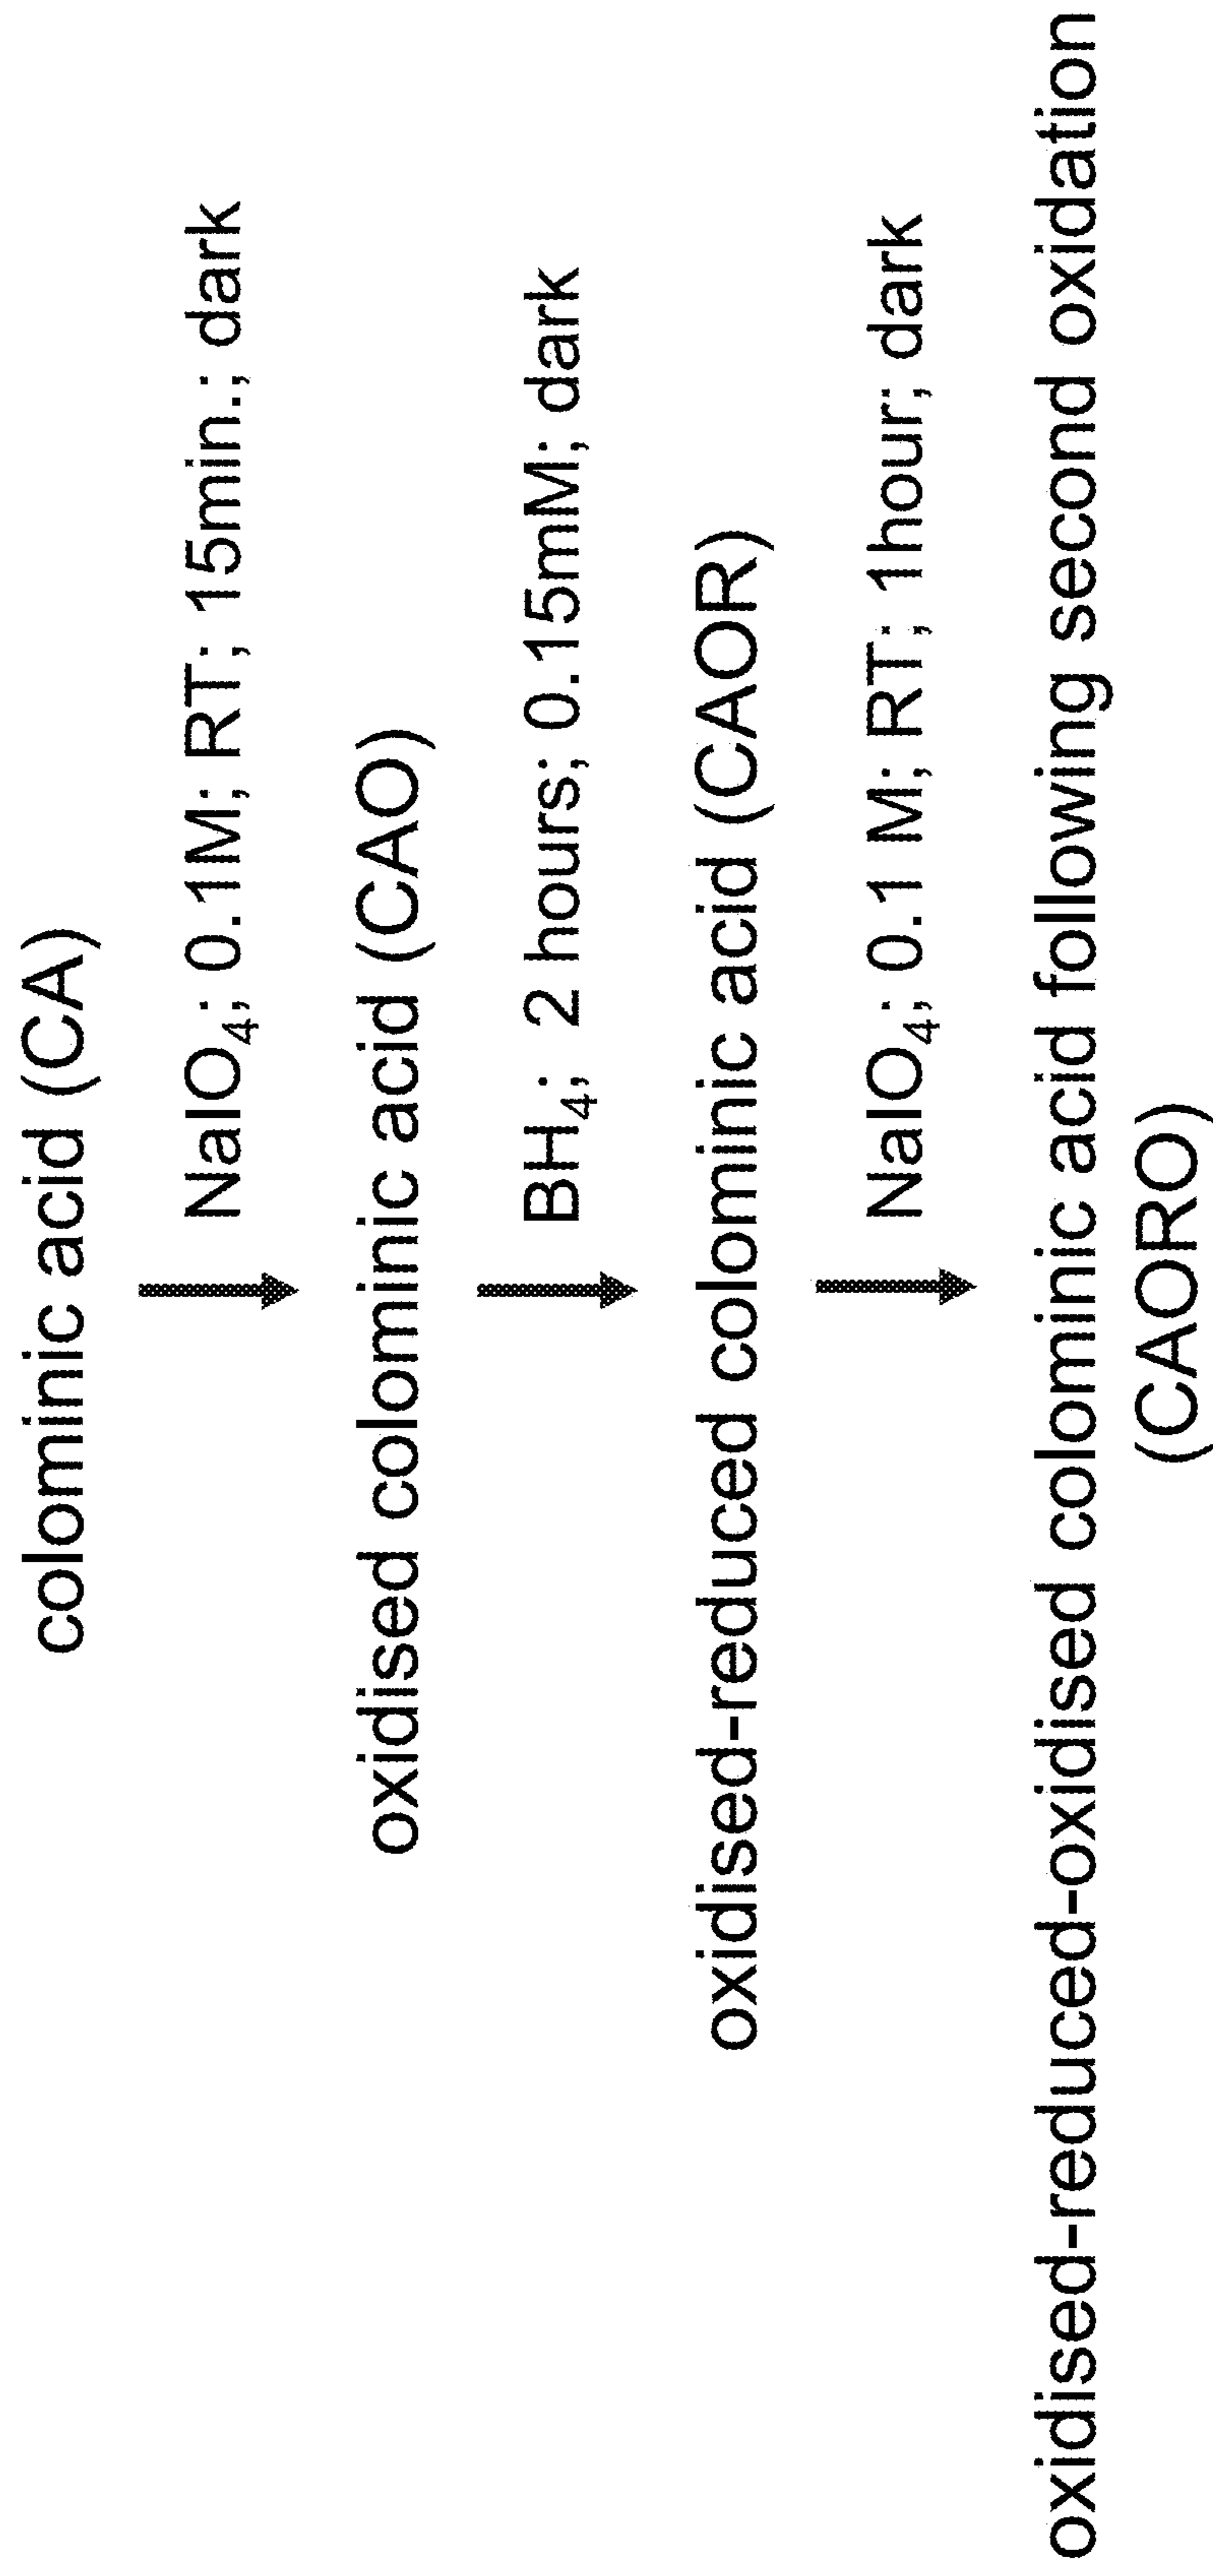 colominic acid (CA)
NaIO₄; 0.1M; RT; 15min.; dark
oxidised colominic acid (CAO)
BH₄; 2 hours; 0.15mM; dark
oxidised-reduced colominic acid (CAOR)
NaIO₄; 0.1 M; RT; 1hour; dark
oxidised-reduced-oxidised colominic acid following second oxidation
(CAORO)